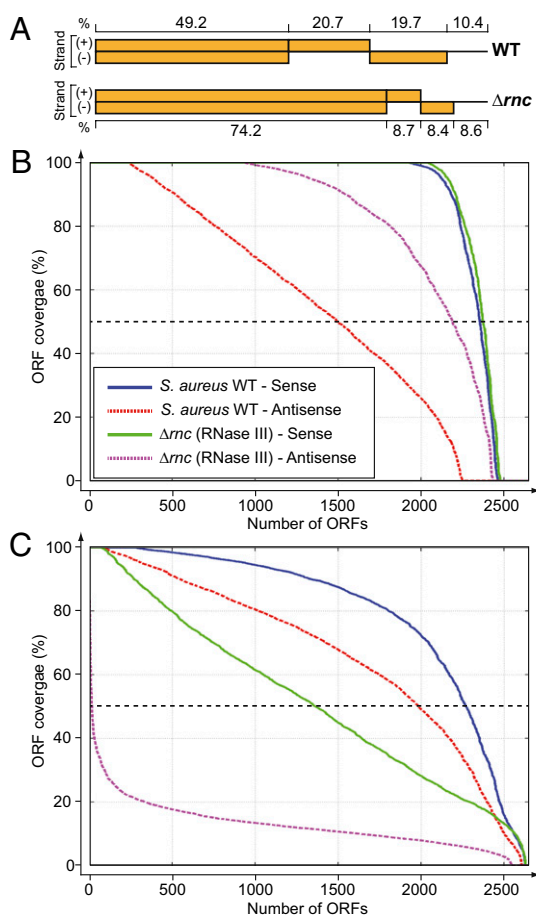 A
% 49.2 20.7 19.7 10.4
Strand
(+)
(-)
WT
Strand
(+)
(-)
Δrnc
% 74.2 8.7 8.4 8.6
B
100
80
60
40
20
0
ORF covergae (%)
S. aureus WT - Sense
S. aureus WT - Antisense
Δrnc (RNase III) - Sense
Δrnc (RNase III) - Antisense
0 500 1000 1500 2000 2500
Number of ORFs
C
100
80
60
40
20
0
ORF covergae (%)
0 500 1000 1500 2000 2500
Number of ORFs